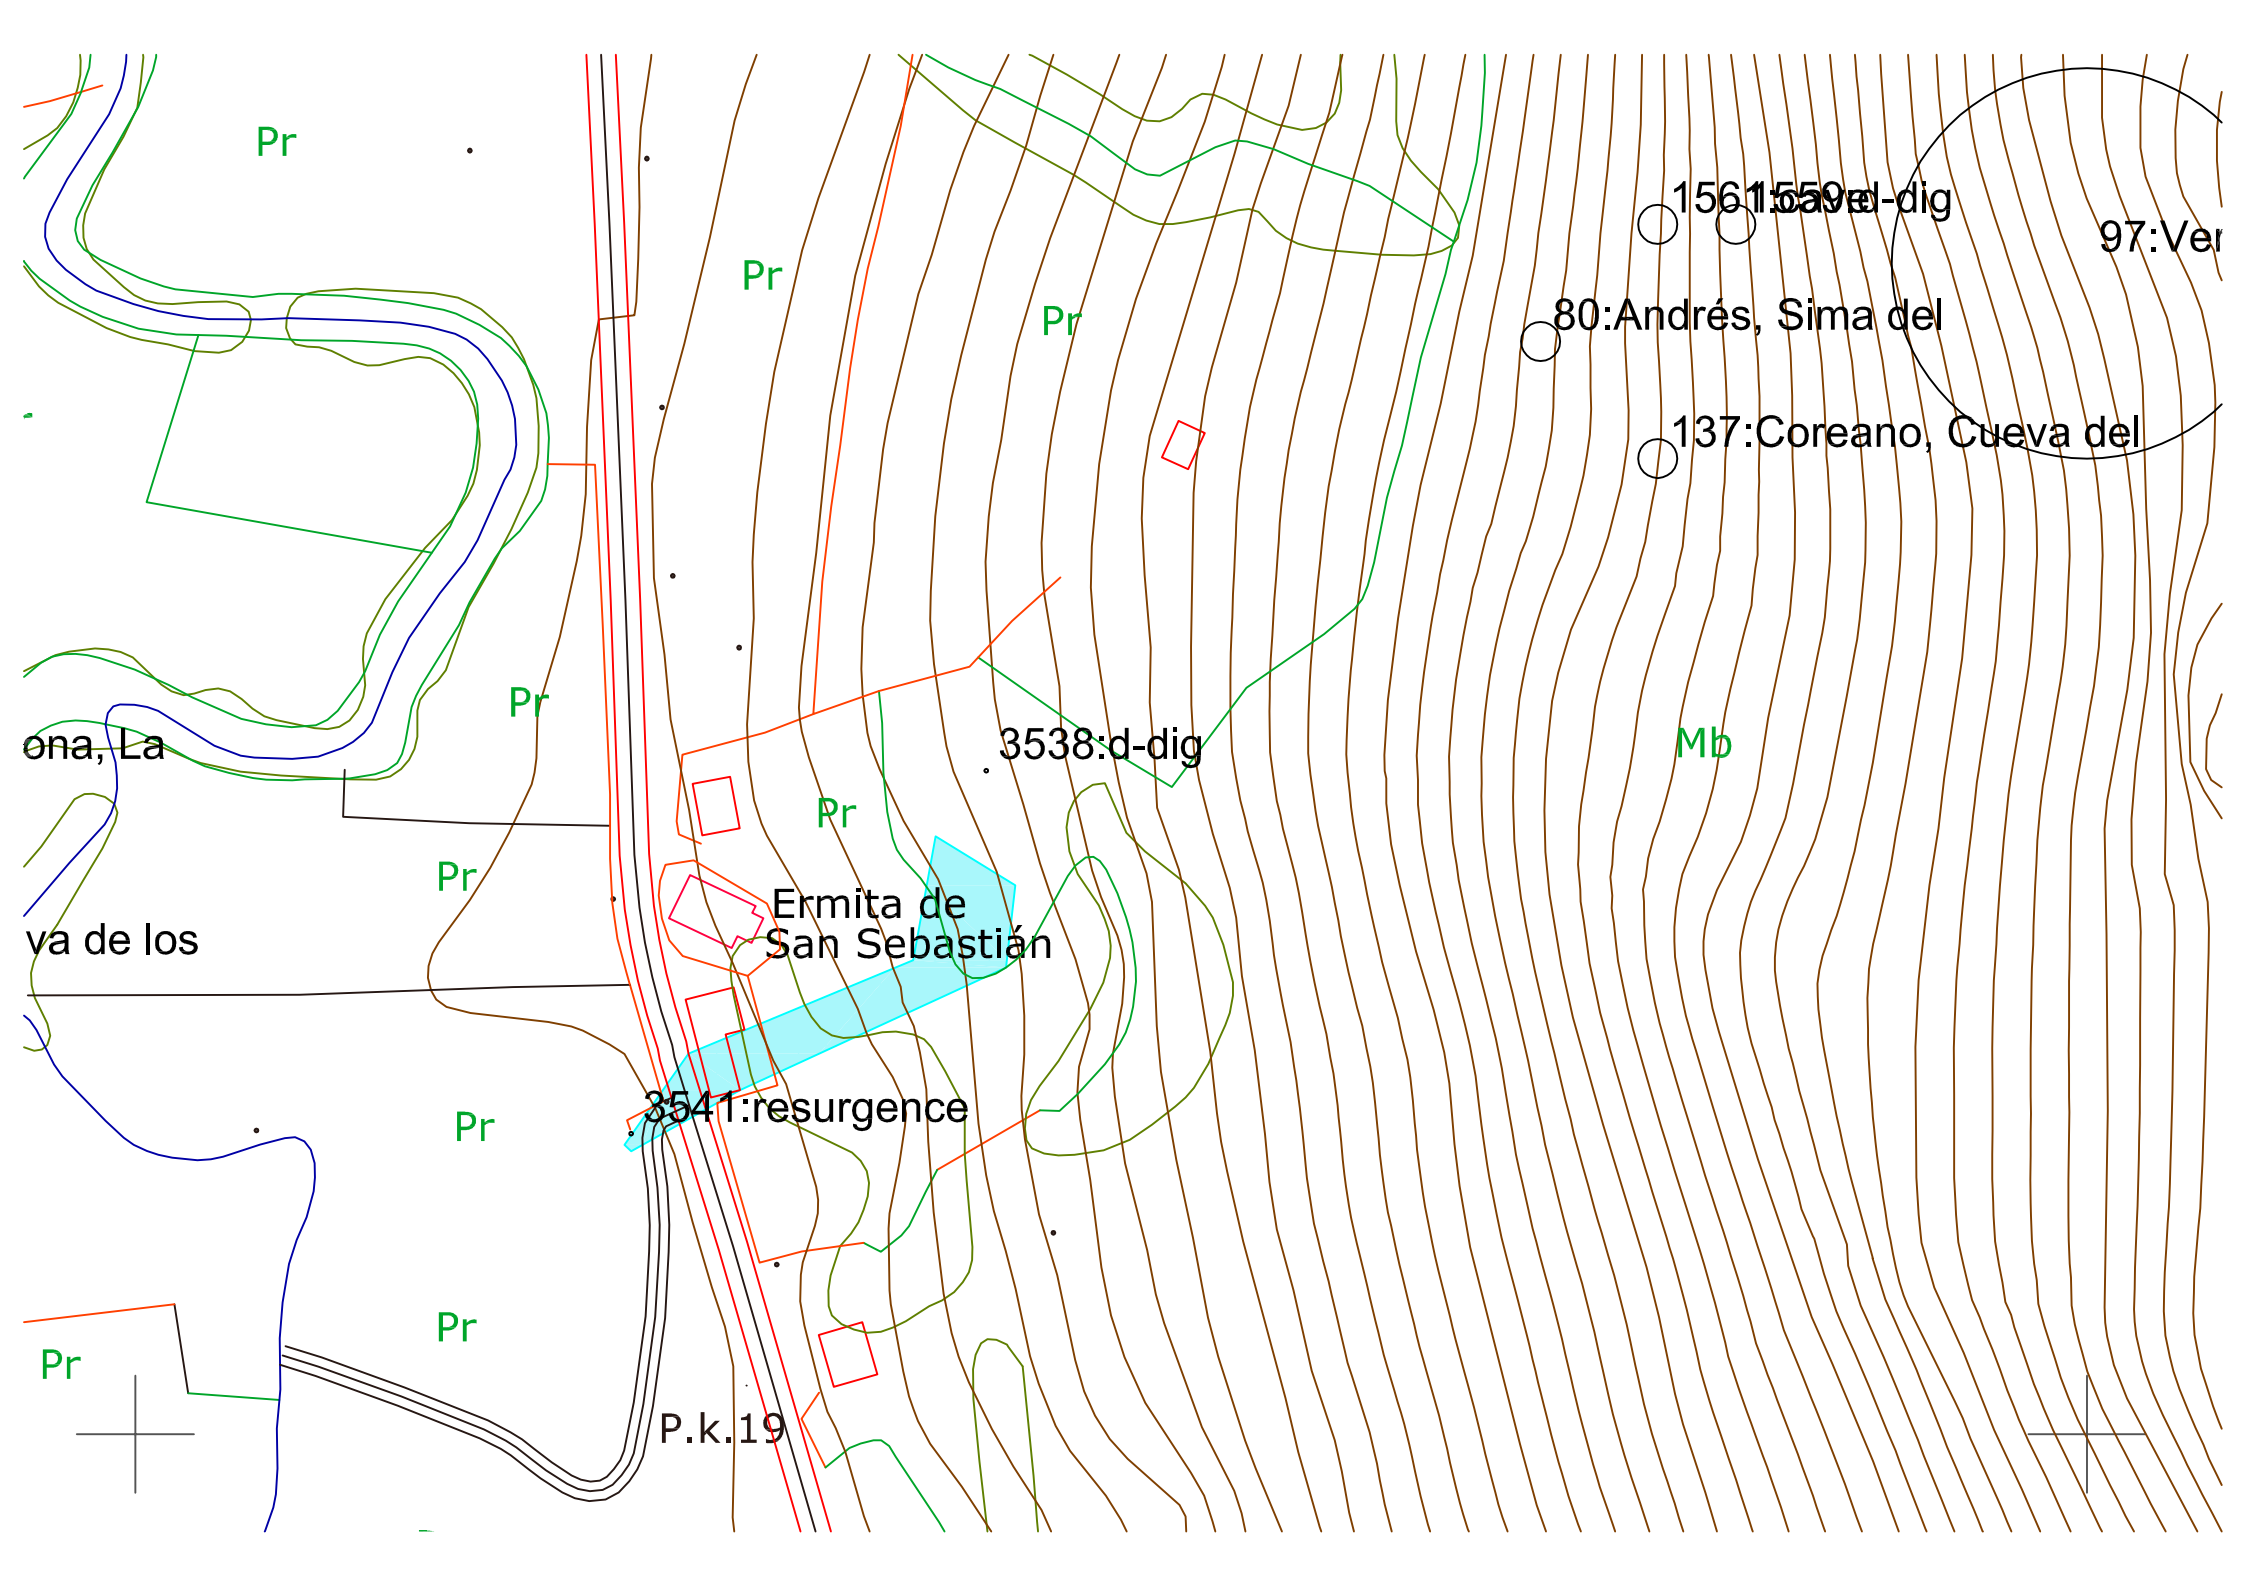 Pr
1561:cave
1559:d-dig
97:Ver
Pr
Pr
80:Andrés, Sima del
137:Coreano, Cueva del
Pr
ona, La
3538:d-dig
Mb
Pr
Pr
Ermita de
San Sebastián
va de los
3541:resurgence
Pr
Pr
Pr
P.k.19